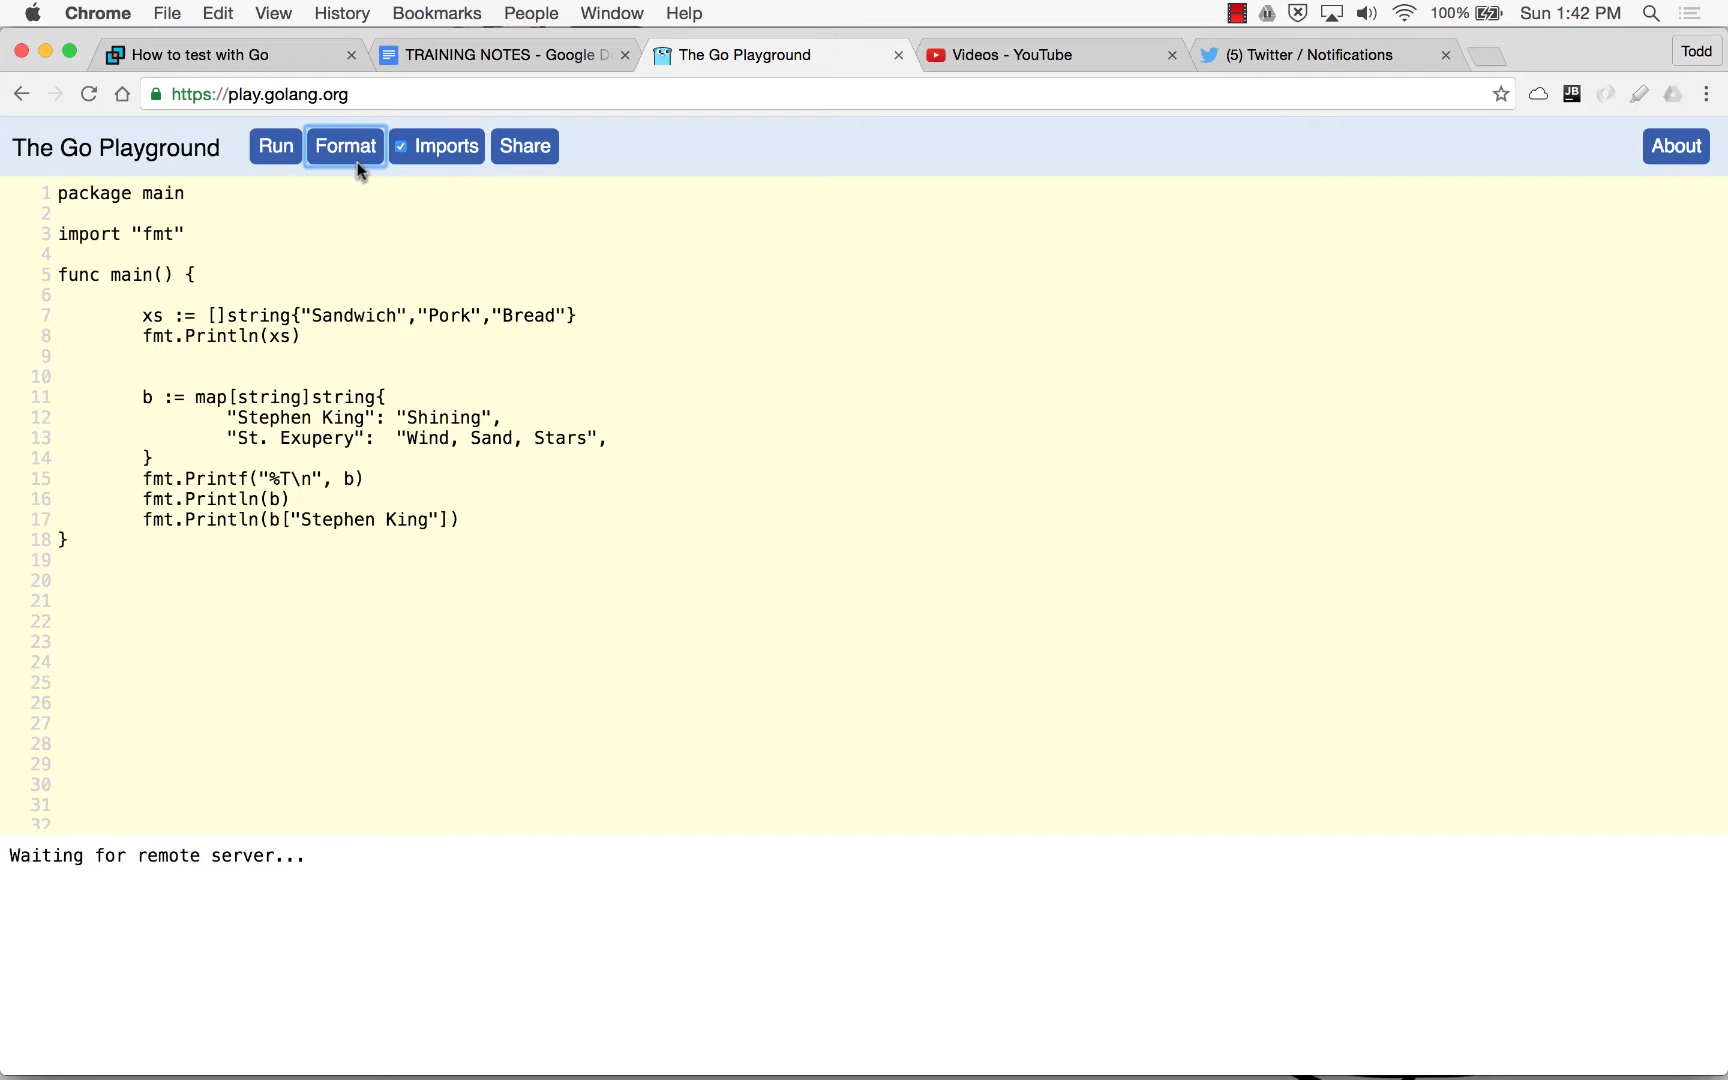 Chrome File Edit View History Bookmarks People Window Help 100% Sun 1:42 PM
How to test with Go TRAINING NOTES - Google D The Go Playground Videos - YouTube (5) Twitter / Notifications Todd
https://play.golang.org JB
The Go Playground Run Format Imports Share About
1 package main
2
3 import "fmt"
4
5 func main() {
6
7 xs := []string{"Sandwich","Pork","Bread"}
8 fmt.Println(xs)
9
10
11 b := map[string]string{
12 "Stephen King": "Shining",
13 "St. Exupery":  "Wind, Sand, Stars",
14 }
15 fmt.Printf("%T\n", b)
16 fmt.Println(b)
17 fmt.Println(b["Stephen King"])
18 }
19
20
21
22
23
24
25
26
27
28
29
30
31
32
Waiting for remote server...